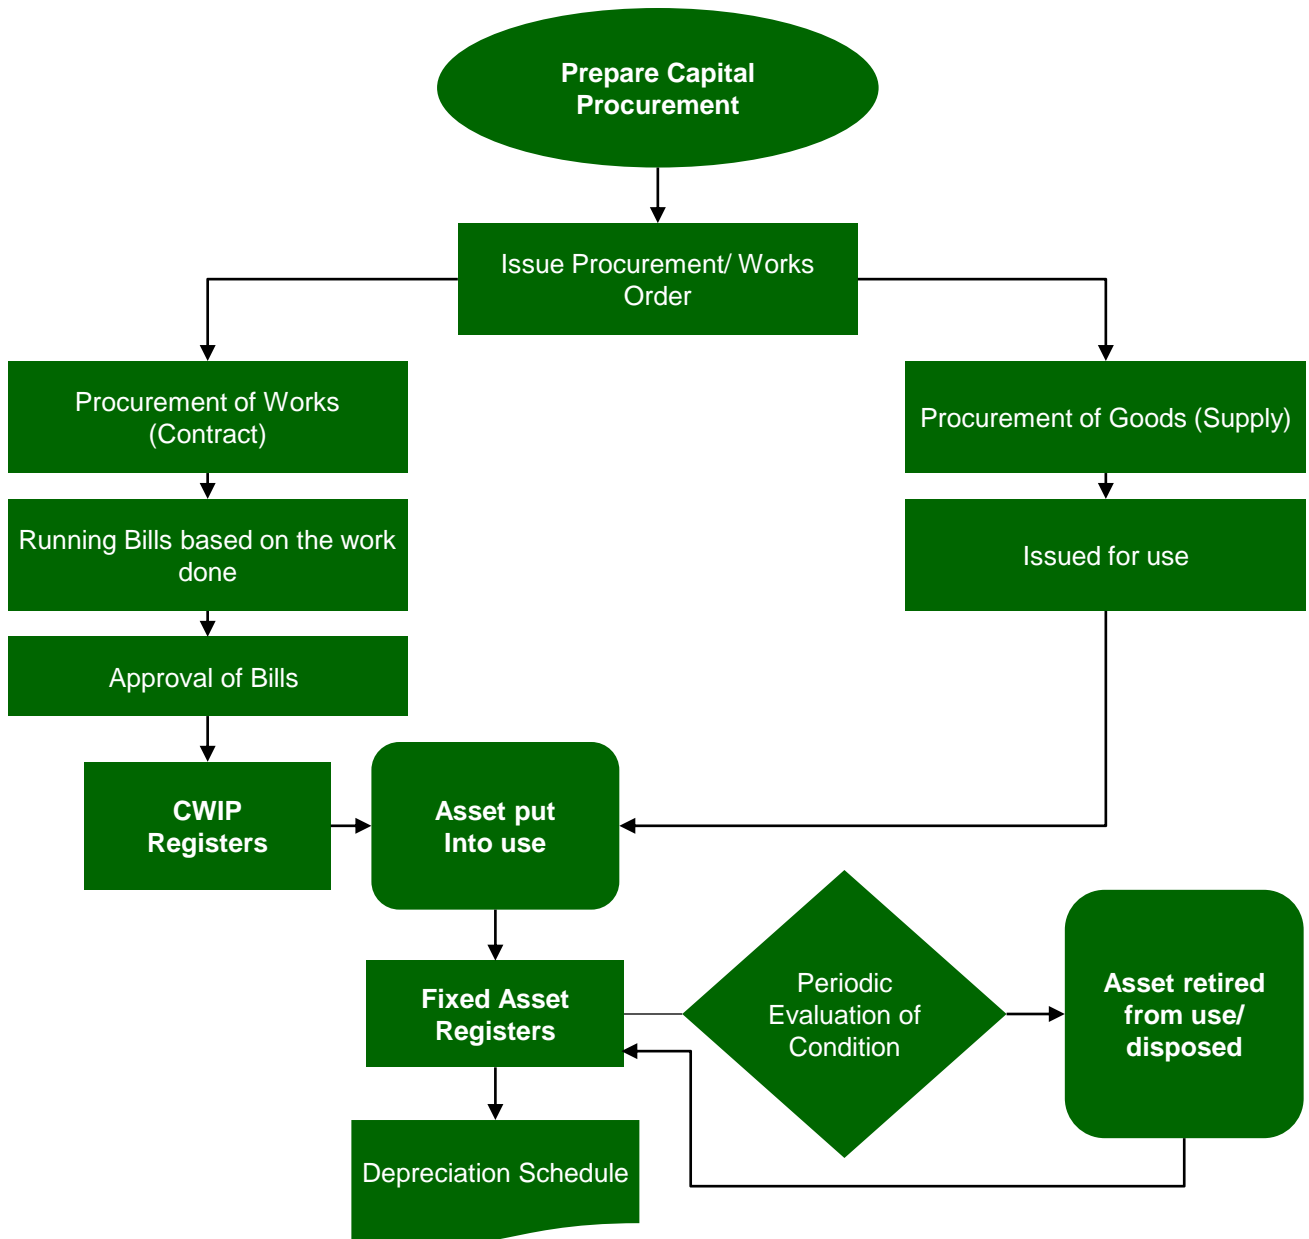 Prepare Capital
Procurement
Issue Procurement/ Works
Order
Procurement of Works
(Contract)
Procurement of Goods (Supply)
Running Bills based on the work
done
Issued for use
Approval of Bills
CWIP
Registers
Asset put
Into use
Fixed Asset
Registers
Periodic
Evaluation of
Condition
Asset retired
from use/
disposed
Depreciation Schedule